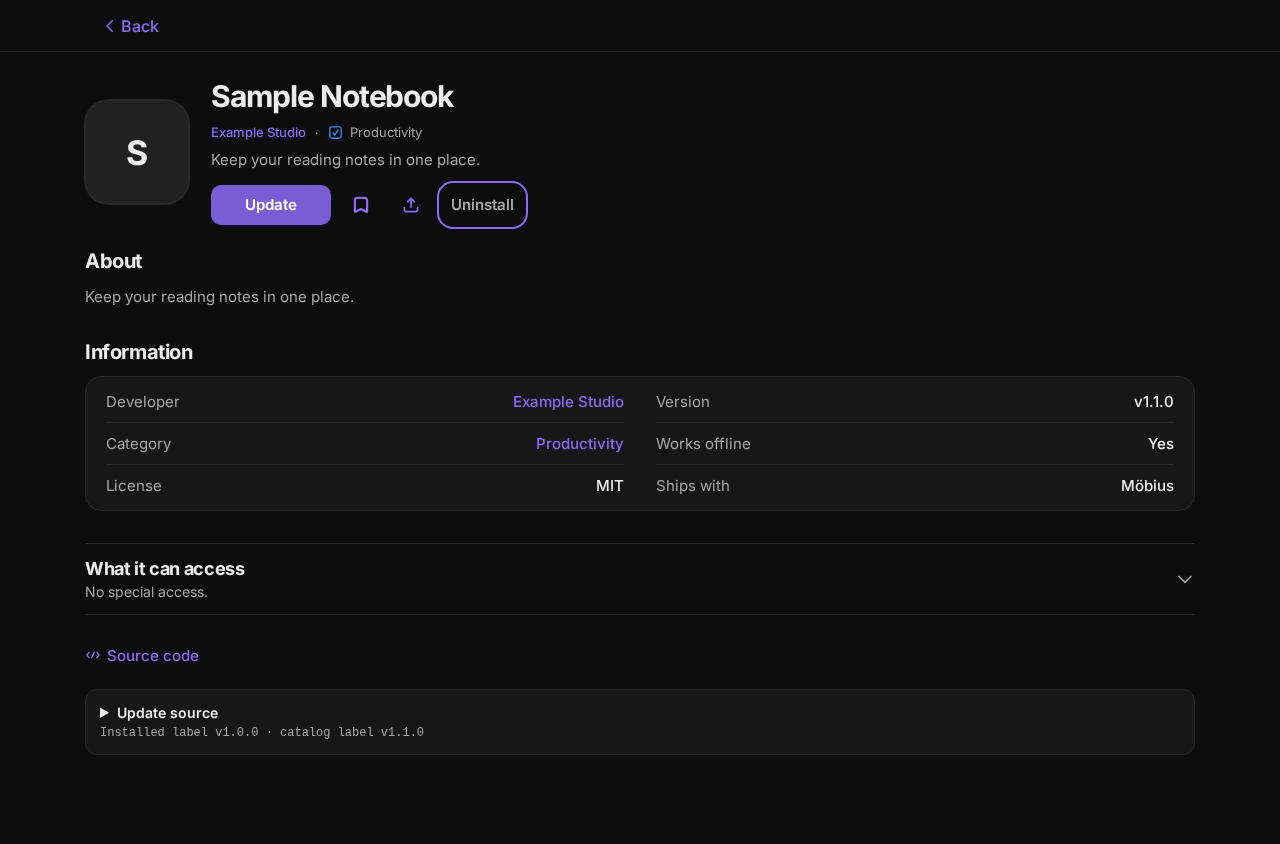 Back
S
Sample Notebook
Example Studio · Productivity
Keep your reading notes in one place.
Update Uninstall
About
Keep your reading notes in one place.
Information
Developer Example Studio Version v1.1.0
Category Productivity Works offline Yes
License MIT Ships with Möbius
What it can access
No special access.
Source code
Update source
Installed label v1.0.0 · catalog label v1.1.0